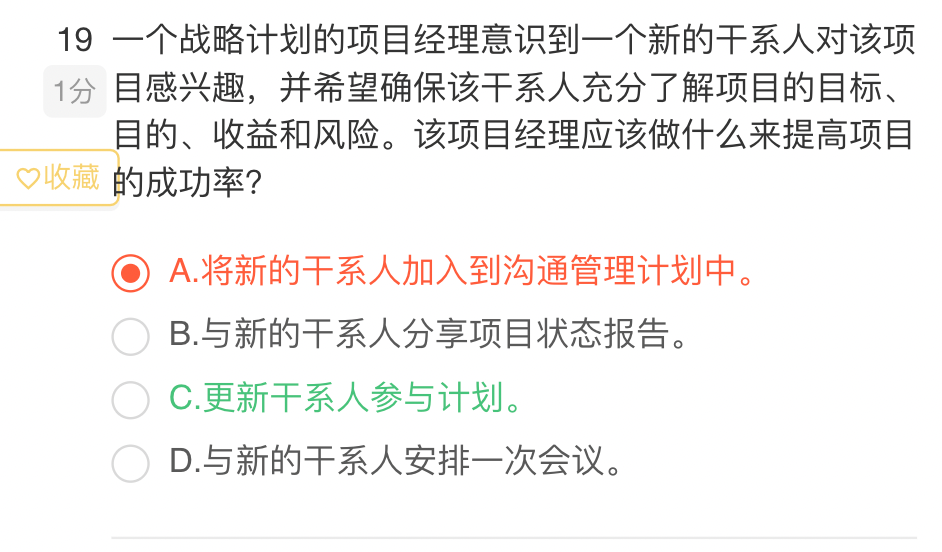 19 一个战略计划的项目经理意识到一个新的干系人对该项
1分 目感兴趣，并希望确保该干系人充分了解项目的目标、
目的、收益和风险。该项目经理应该做什么来提高项目
收藏 的成功率？
A.将新的干系人加入到沟通管理计划中。
B.与新的干系人分享项目状态报告。
C.更新干系人参与计划。
D.与新的干系人安排一次会议。